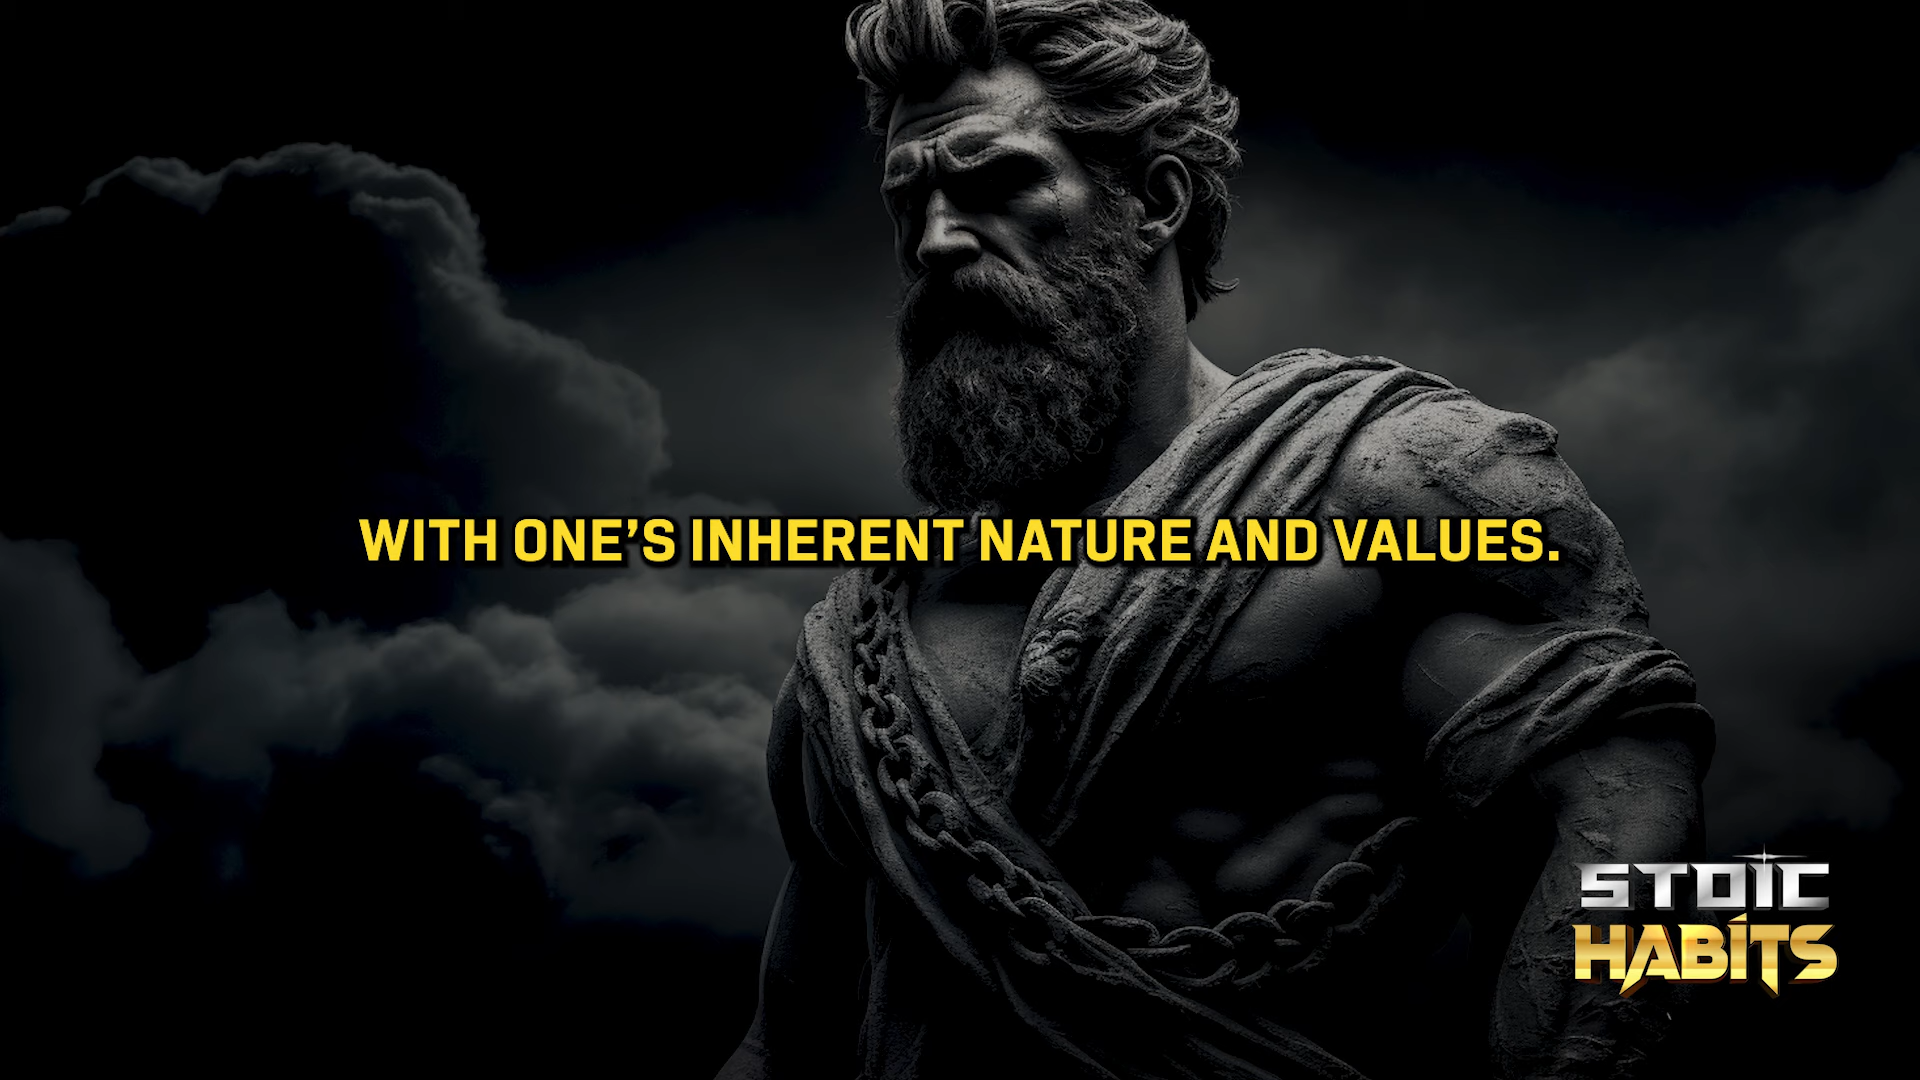 WITH ONE’S INHERENT NATURE AND VALUES.
STOIC
HABITS